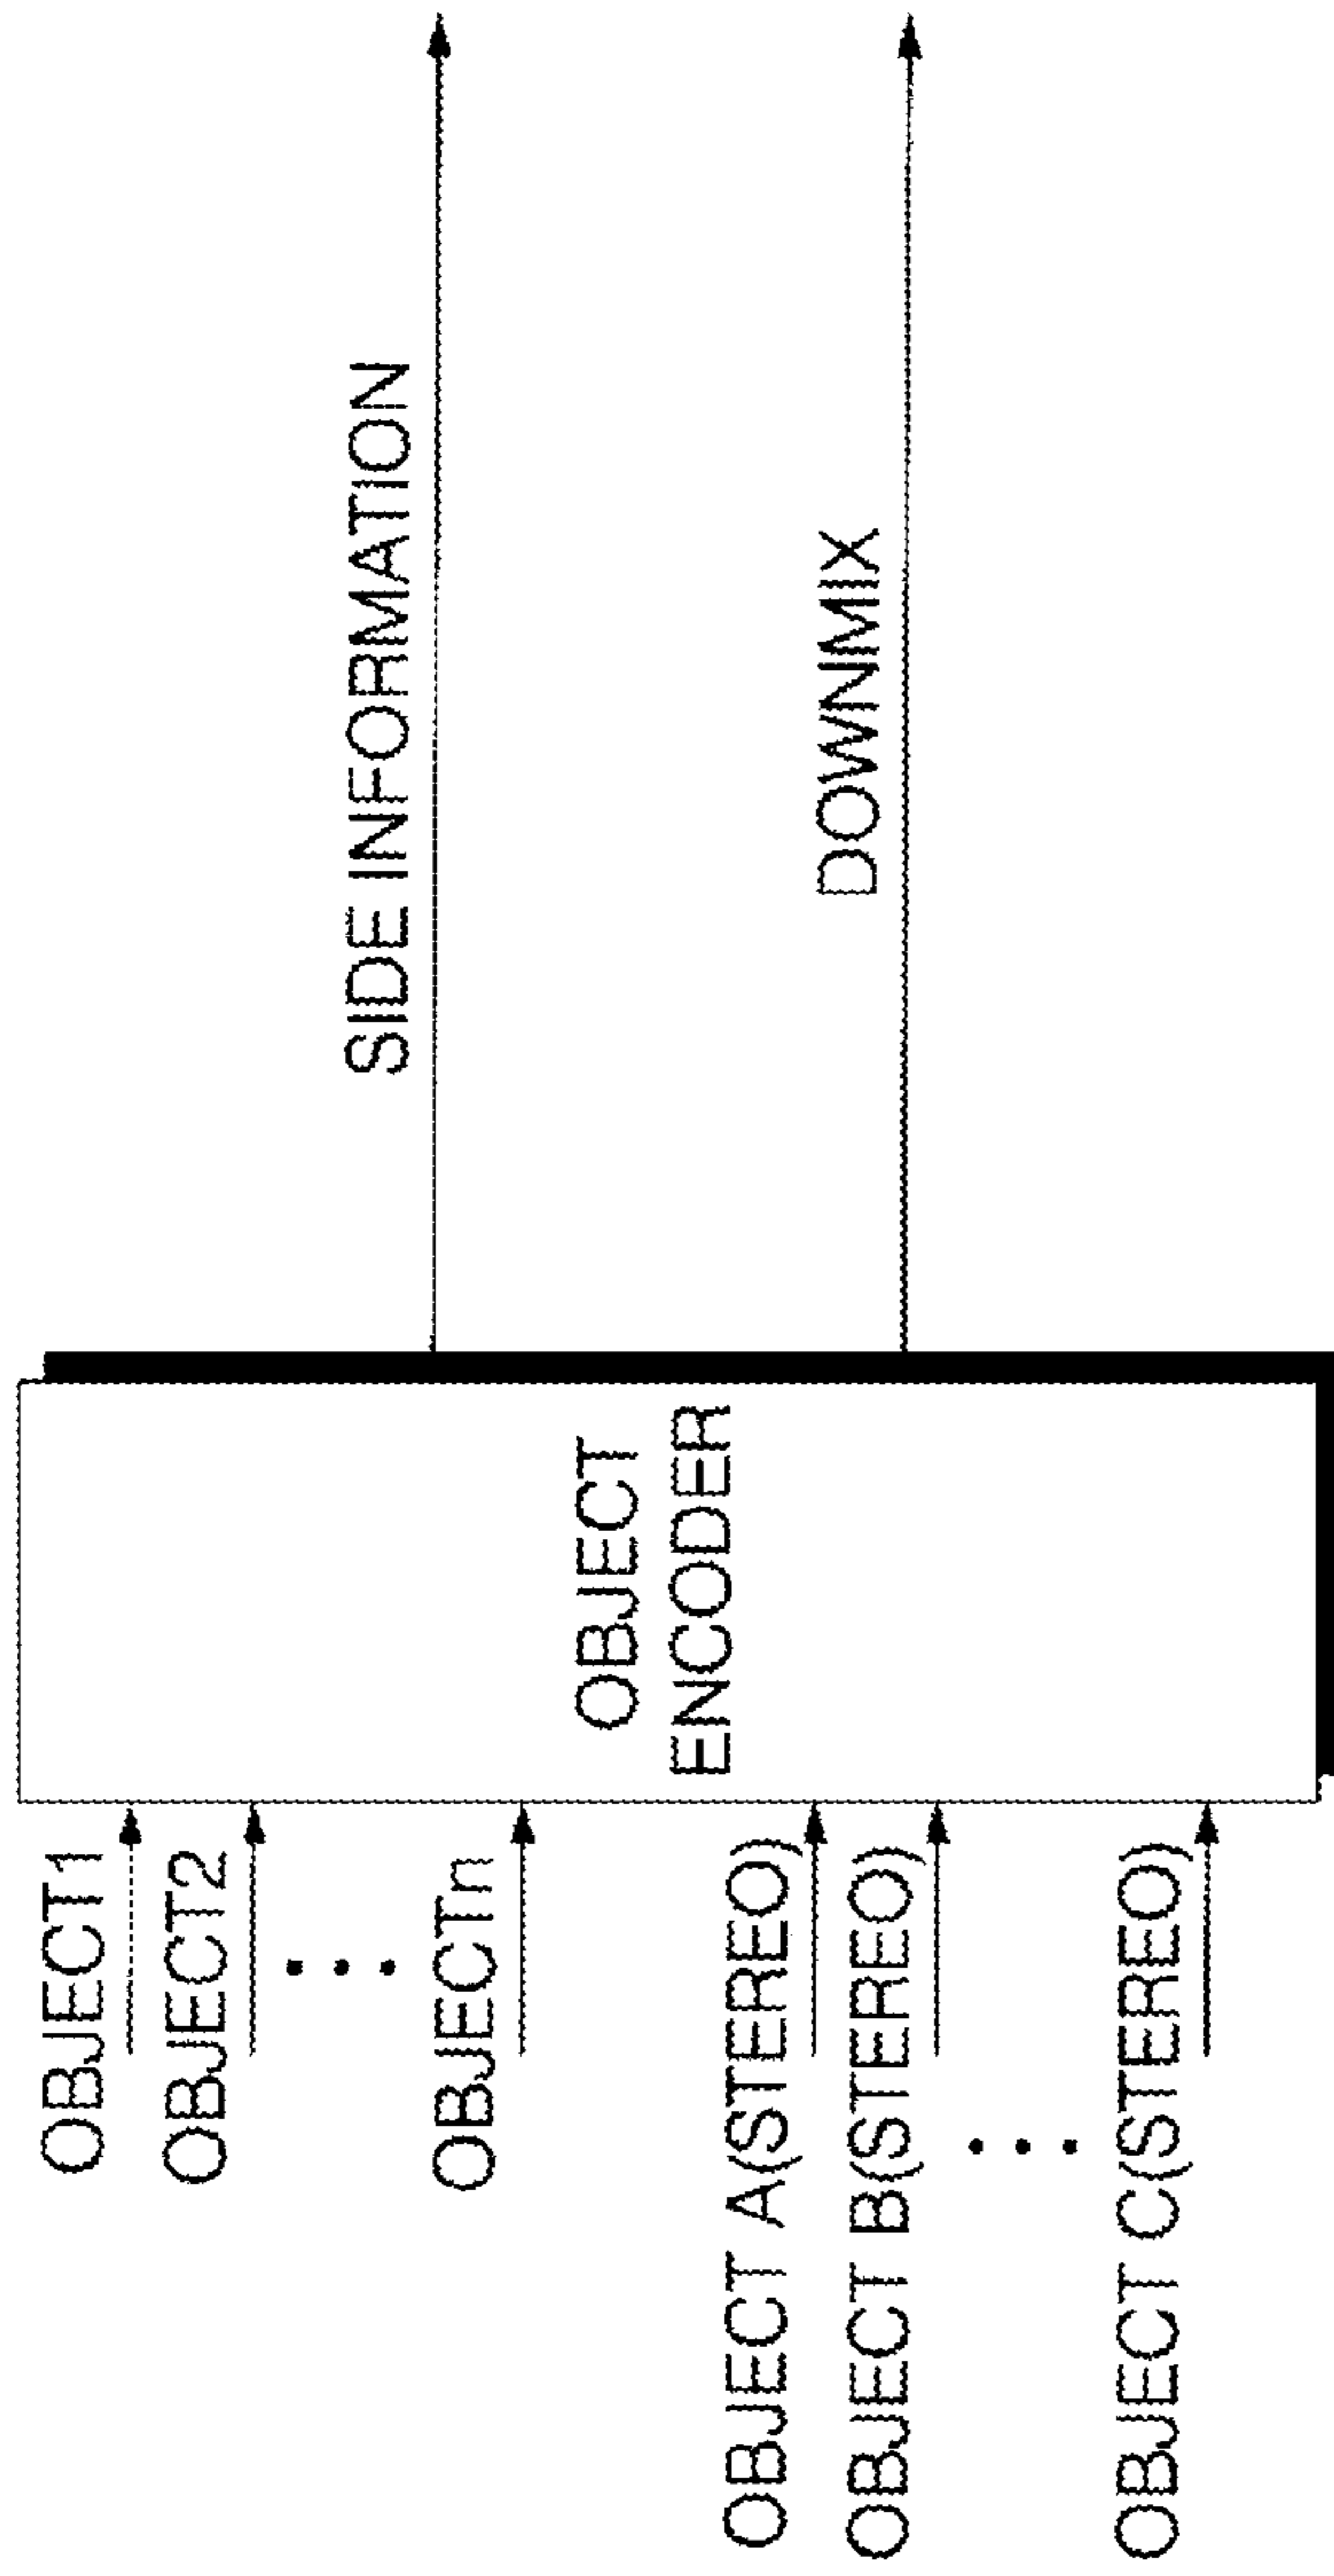 OBJECT1
OBJECT2
OBJECTn
OBJECT A(STEREO)
OBJECT B(STEREO)
OBJECT C(STEREO)
OBJECT
ENCODER
SIDE INFORMATION
DOWNMIX